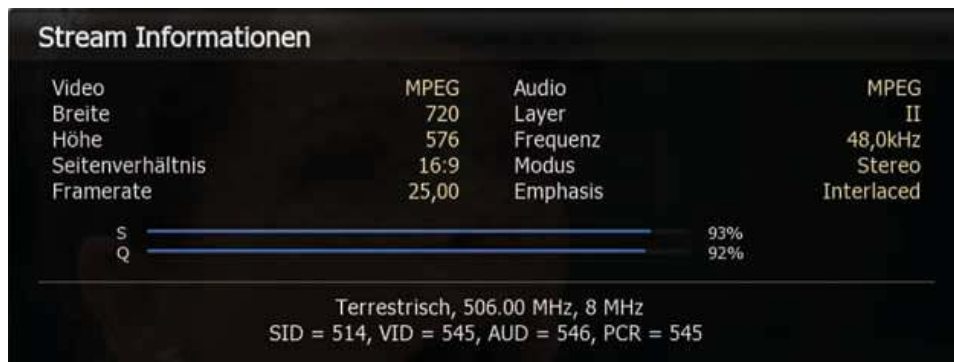 Stream Informationen
Video MPEG Audio MPEG
Breite 720 Layer II
Höhe 576 Frequenz 48,0kHz
Seitenverhältnis 16:9 Modus Stereo
Framerate 25,00 Emphasis Interlaced
S 93%
Q 92%
Terrestrisch, 506.00 MHz, 8 MHz
SID = 514, VID = 545, AUD = 546, PCR = 545